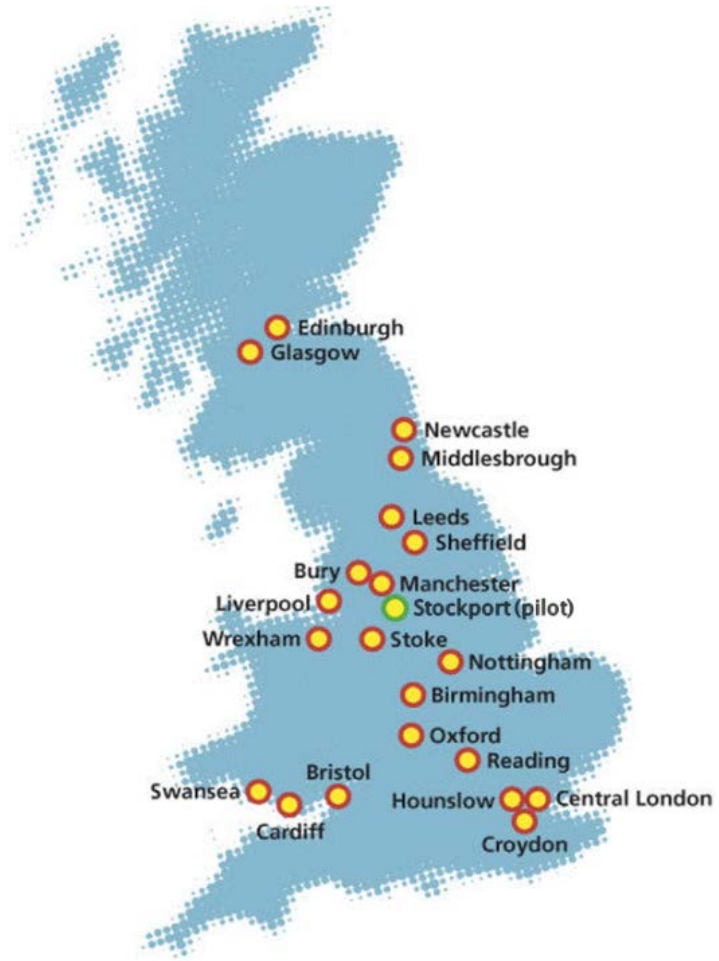 Edinburgh
Glasgow
Newcastle
Middlesbrough
Leeds
Sheffield
Bury
Manchester
Liverpool
Stockport (pilot)
Wrexham
Stoke
Nottingham
Birmingham
Oxford
Reading
Bristol
Swansea
Hounslow
Central London
Cardiff
Croydon